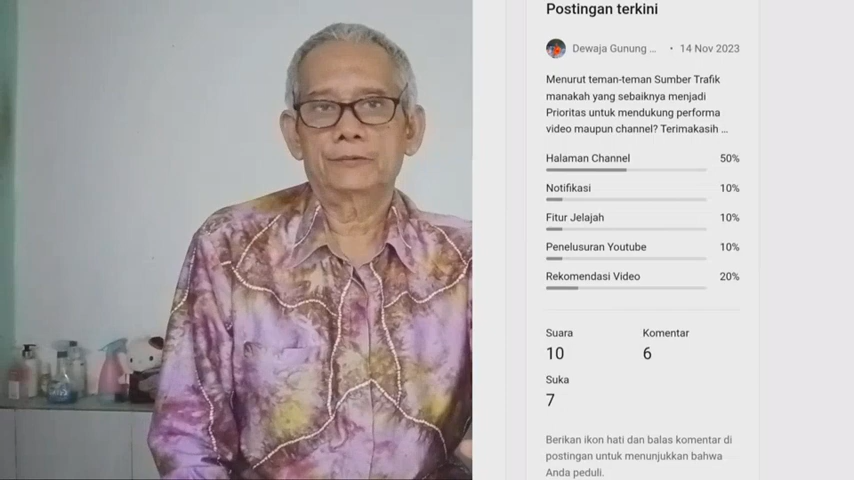 Postingan terkini
Dewaja Gunung ... • 14 Nov 2023
Menurut teman-teman Sumber Trafik
manakah yang sebaiknya menjadi
Prioritas untuk mendukung performa
video maupun channel? Terimakasih ...
Halaman Channel 50%
Notifikasi 10%
Fitur Jelajah 10%
Penelusuran Youtube 10%
Rekomendasi Video 20%
Suara Komentar
10 6
Suka
7
Berikan ikon hati dan balas komentar di
postingan untuk menunjukkan bahwa
Anda peduli.